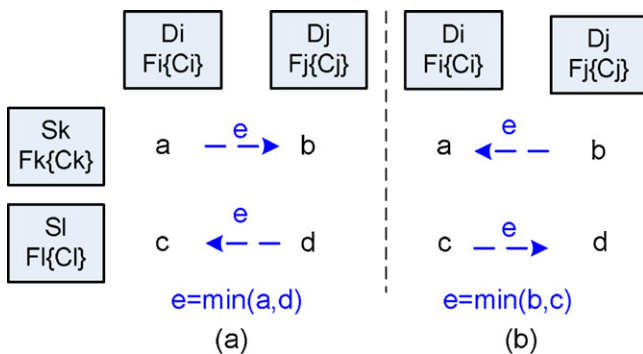 Di Dj Di Dj
Fi{Ci} Fj{Cj} Fi{Ci} Fj{Cj}
Sk
Fk{Ck}
a e b a e b
Sl
Fl{Cl}
c e d c e d
e=min(a,d) e=min(b,c)
(a) (b)